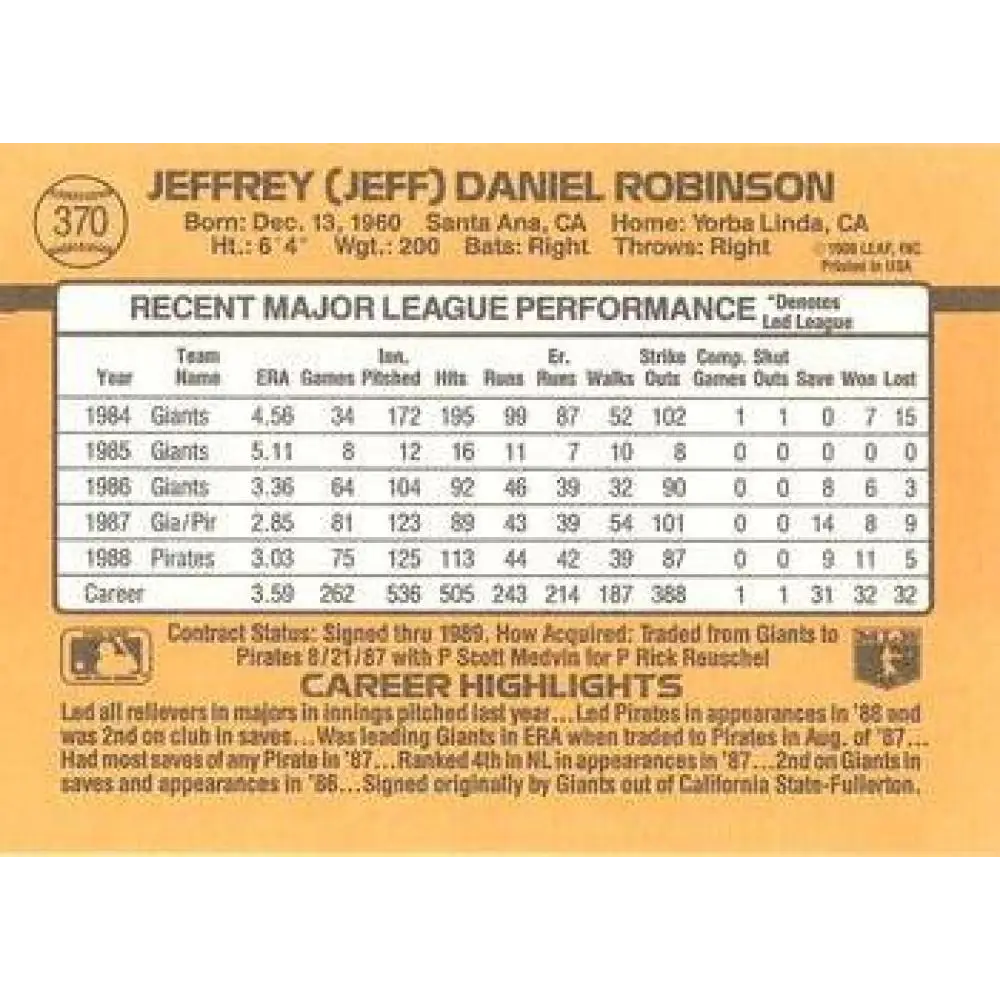 370
JEFFREY (JEFF) DANIEL ROBINSON
Born: Dec. 13, 1960 Santa Ana, CA Home: Yorba Linda, CA
Ht.: 6'4" Wgt.: 200 Bats: Right Throws: Right © 1988 LEAF, INC.
Printed in USA
RECENT MAJOR LEAGUE PERFORMANCE *Denotes Led League
Year Team Name ERA Games Inn. Pitched Hits Runs Er. Runs Walks Strike Outs Comp. Games Shut Outs Save Won Lost
1984 Giants 4.56 34 172 195 99 87 52 102 1 1 0 7 15
1985 Giants 5.11 8 12 16 11 7 10 8 0 0 0 0 0
1986 Giants 3.36 64 104 92 46 39 32 90 0 0 8 6 3
1987 Gia/Pir 2.85 81 123 89 43 39 54 101 0 0 14 8 9
1988 Pirates 3.03 75 125 113 44 42 39 87 0 0 9 11 5
Career 3.59 262 536 505 243 214 187 388 1 1 31 32 32
Contract Status: Signed thru 1989. How Acquired: Traded from Giants to
Pirates 8/21/87 with P Scott Medvin for P Rick Reuschel
CAREER HIGHLIGHTS
Led all relievers in majors in innings pitched last year...Led Pirates in appearances in '88 and
was 2nd on club in saves...Was leading Giants in ERA when traded to Pirates in Aug. of '87...
Had most saves of any Pirate in '87...Ranked 4th in NL in appearances in '87...2nd on Giants in
saves and appearances in '86...Signed originally by Giants out of California State-Fullerton.